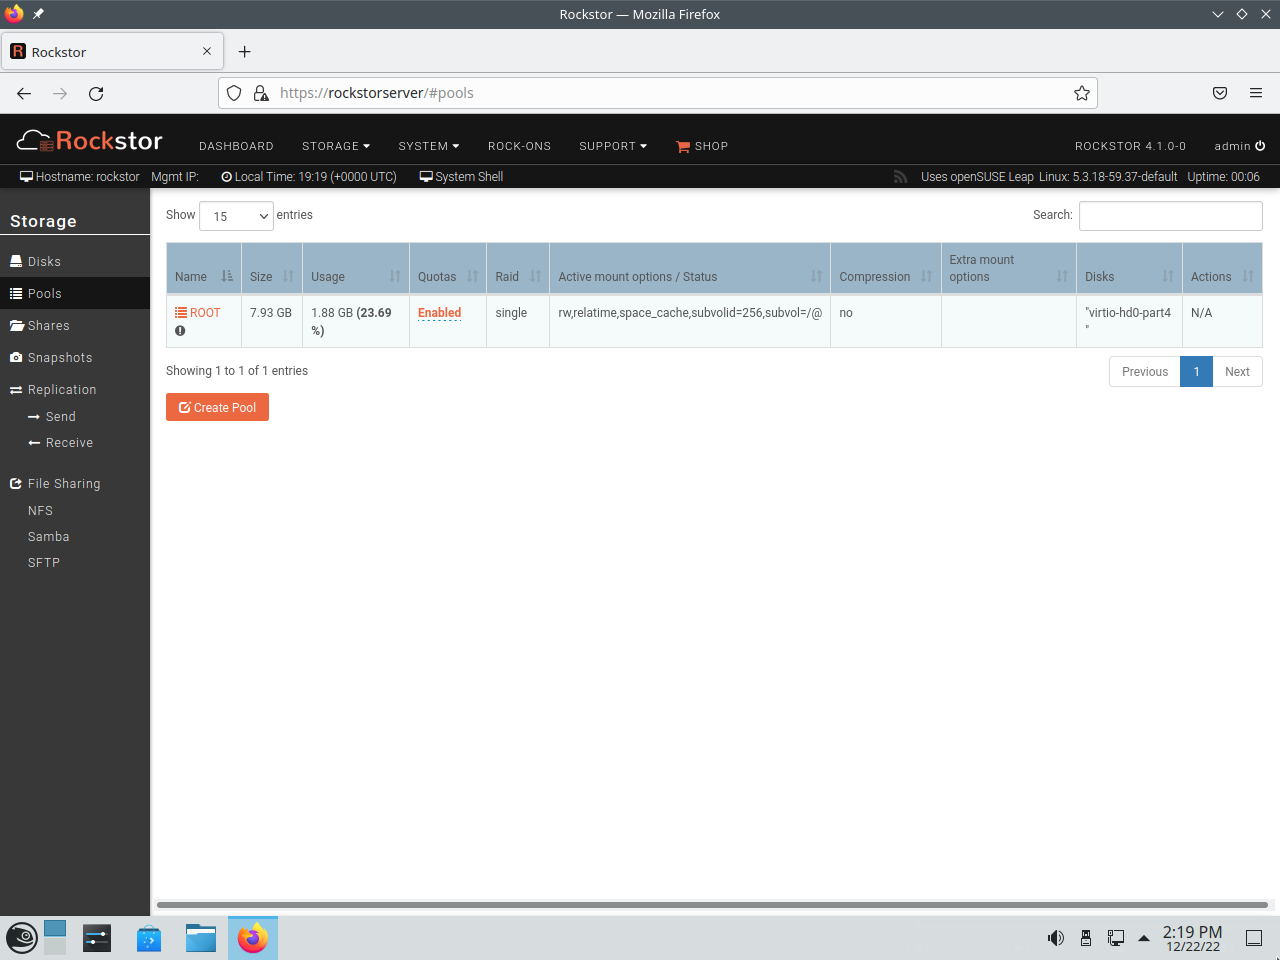 Rockstor — Mozilla Firefox
Rockstor
https://rockstorserver/#pools
Rockstor
DASHBOARD STORAGE SYSTEM ROCK-ONS SUPPORT SHOP ROCKSTOR 4.1.0-0 admin
Hostname: rockstor Mgmt IP: Local Time: 19:19 (+0000 UTC) System Shell Uses openSUSE Leap Linux: 5.3.18-59.37-default Uptime: 00:06
Storage
Disks
Pools
Shares
Snapshots
Replication
Send
Receive
File Sharing
NFS
Samba
SFTP
Show 15 entries Search:
Name Size Usage Quotas Raid Active mount options / Status Compression Extra mount options Disks Actions
ROOT 7.93 GB 1.88 GB (23.69 %) Enabled single rw,relatime,space_cache,subvolid=256,subvol=/@ no "virtio-hd0-part4 " N/A
Showing 1 to 1 of 1 entries Previous 1 Next
Create Pool
2:19 PM
12/22/22